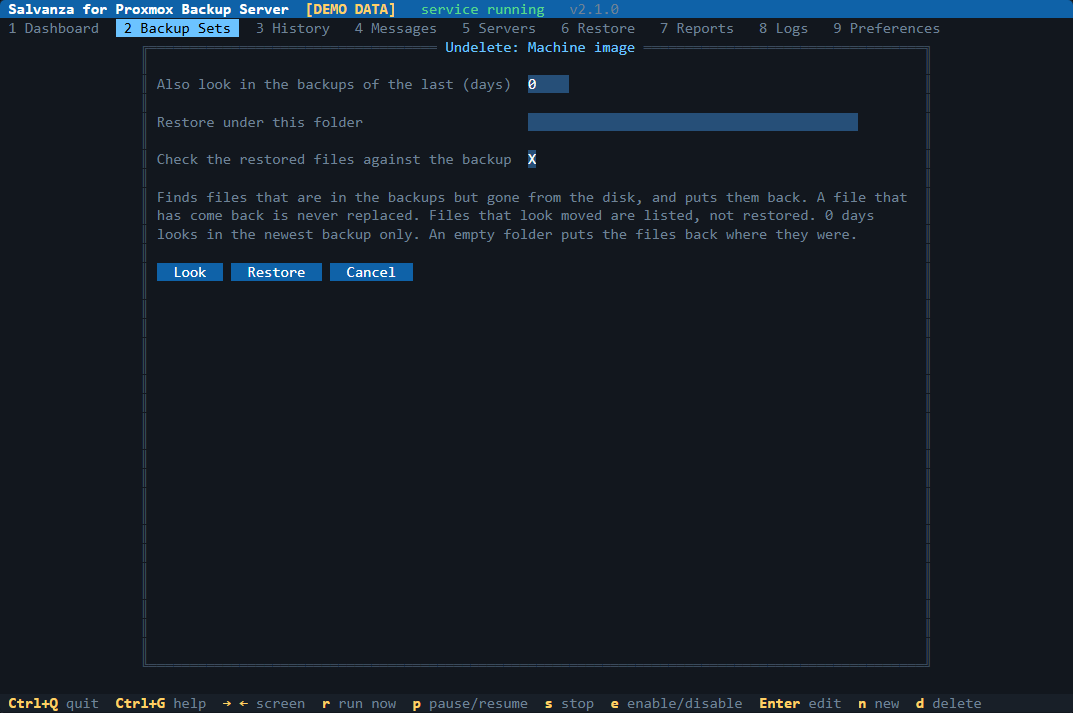 Salvanza for Proxmox Backup Server [DEMO DATA] service running v2.1.0
1 Dashboard 2 Backup Sets 3 History 4 Messages 5 Servers 6 Restore 7 Reports 8 Logs 9 Preferences
Undelete: Machine image
Also look in the backups of the last (days) 0
Restore under this folder
Check the restored files against the backup X
Finds files that are in the backups but gone from the disk, and puts them back. A file that
has come back is never replaced. Files that look moved are listed, not restored. 0 days
looks in the newest backup only. An empty folder puts the files back where they were.
Look Restore Cancel
Ctrl+Q quit Ctrl+G help → ← screen r run now p pause/resume s stop e enable/disable Enter edit n new d delete